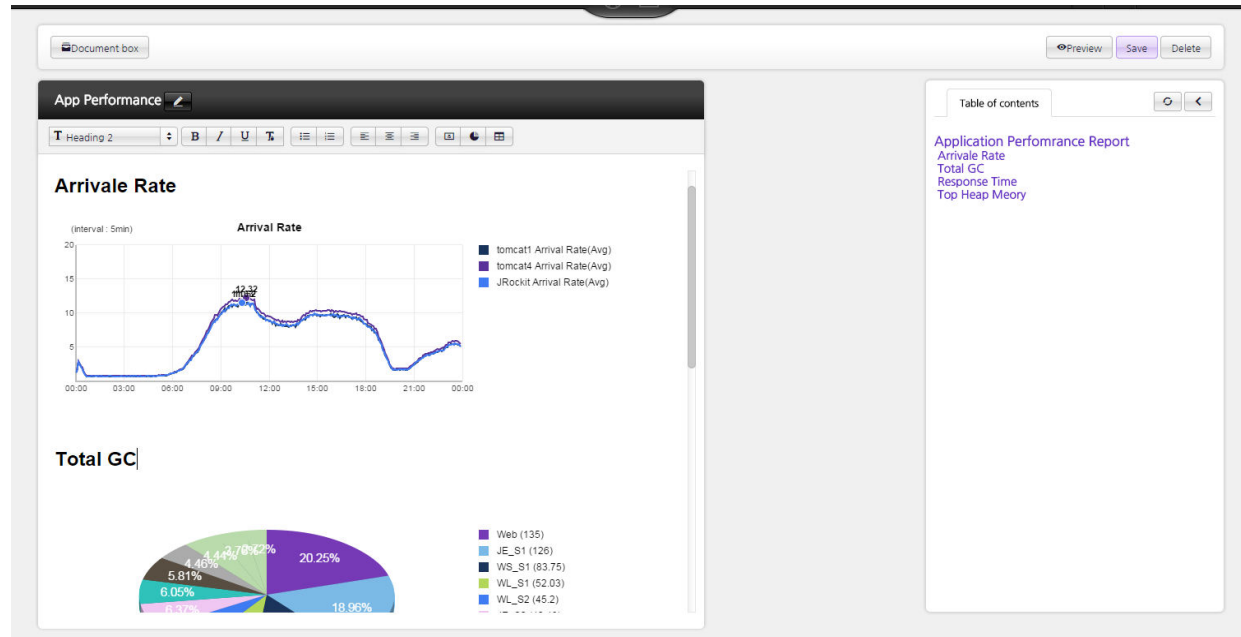 Document box
Preview Save Delete
App Performance
T Heading 2 B I U T
Arrivale Rate
(interval : 5min) Arrival Rate
20
15
10
5
12.32
00:00 03:00 06:00 09:00 12:00 15:00 18:00 21:00 00:00
tomcat1 Arrival Rate(Avg)
tomcat4 Arrival Rate(Avg)
JRockit Arrival Rate(Avg)
Total GC
20.25%
18.96%
4.46%
5.81%
6.05%
6.37%
Web (135)
JE_S1 (126)
WS_S1 (83.75)
WL_S1 (52.03)
WL_S2 (45.2)
Table of contents
Application Perfomrance Report
Arrivale Rate
Total GC
Response Time
Top Heap Meory